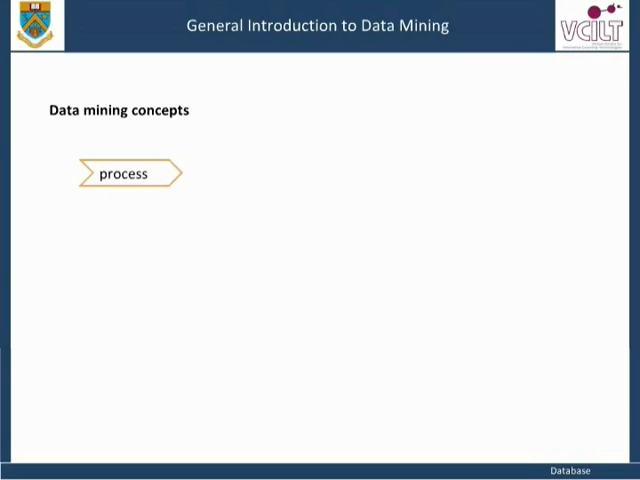 General Introduction to Data Mining
VCILT
Data mining concepts
process
Database